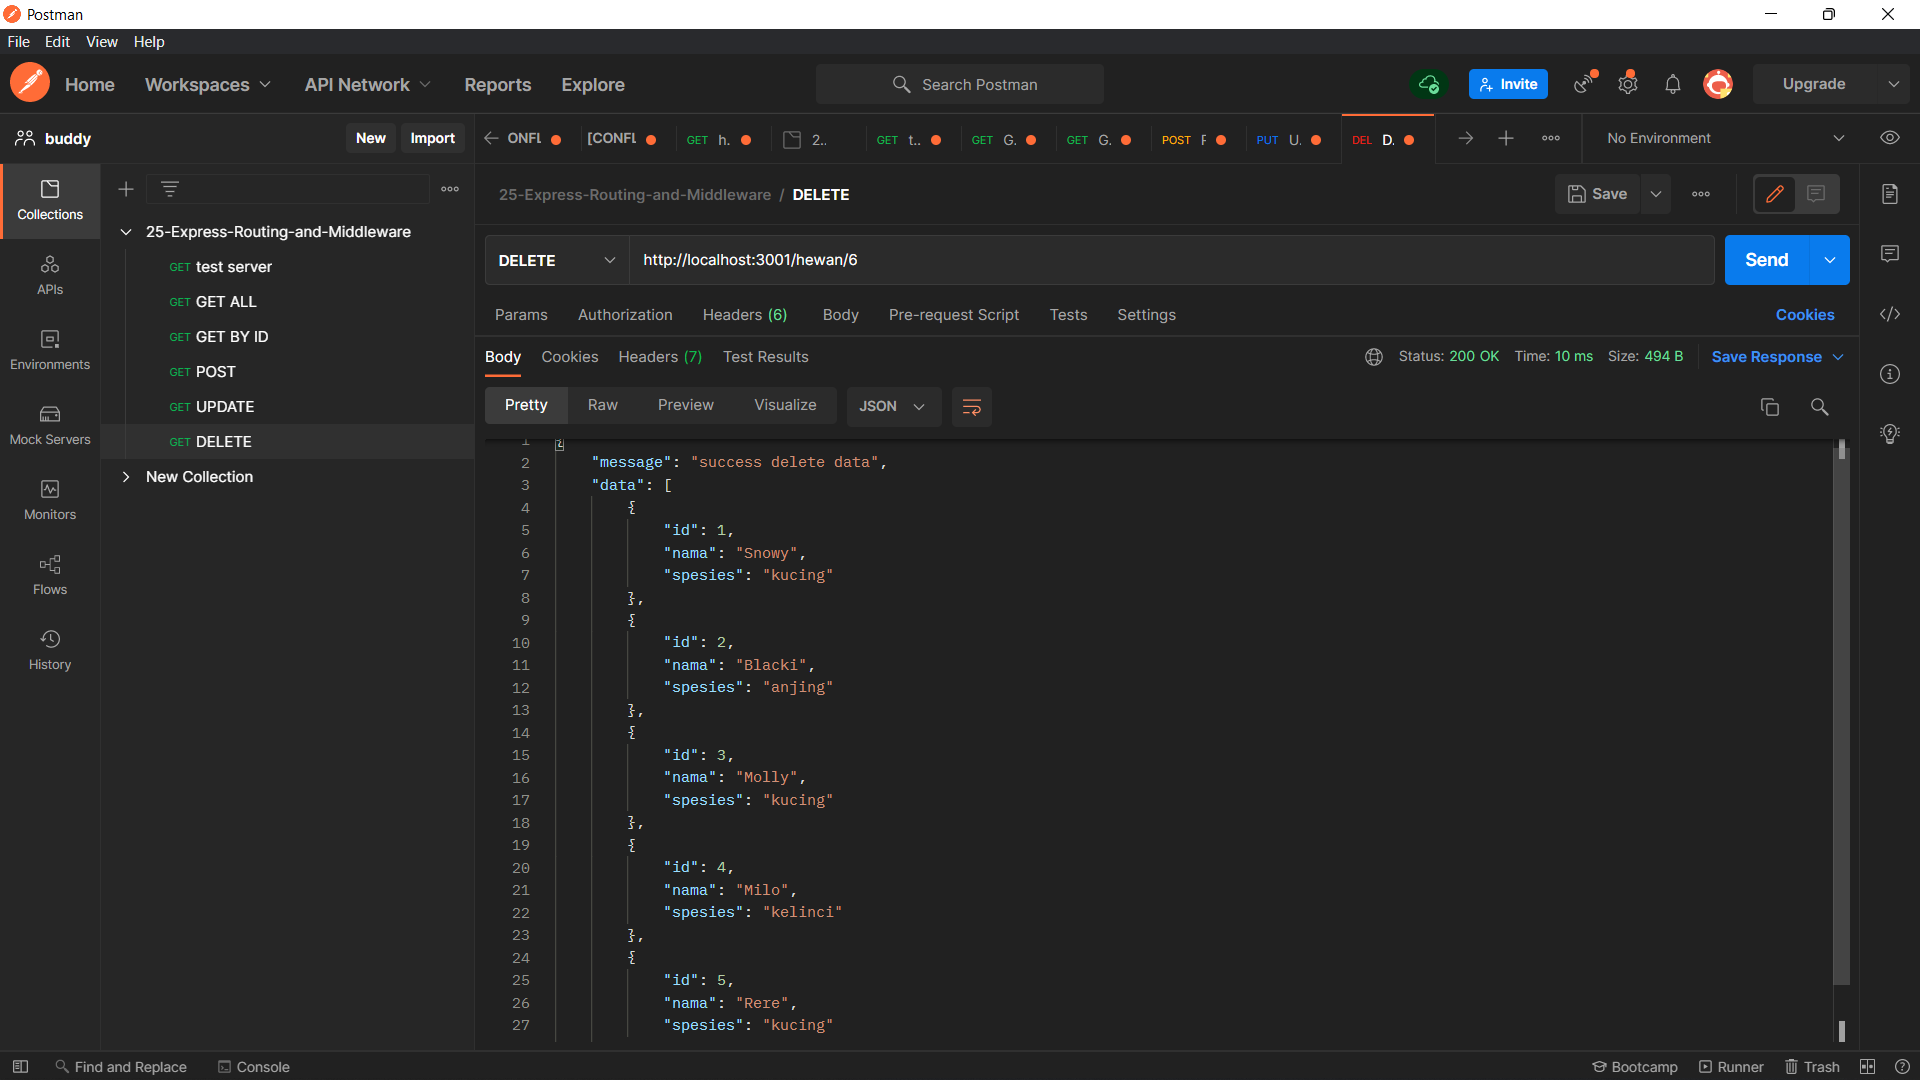 Postman
File Edit View Help
Home Workspaces API Network Reports Explore Search Postman Invite Upgrade
buddy New Import ONFL [CONFL GET h. 2.. GET t.. GET G. GET G. POST PUT U. DEL D. No Environment
Collections
APIs
Environments
Mock Servers
Monitors
Flows
History
25-Express-Routing-and-Middleware
GET test server
GET GET ALL
GET GET BY ID
GET POST
GET UPDATE
GET DELETE
New Collection
25-Express-Routing-and-Middleware / DELETE Save
DELETE http://localhost:3001/hewan/6 Send
Params Authorization Headers (6) Body Pre-request Script Tests Settings Cookies
Body Cookies Headers (7) Test Results Status: 200 OK Time: 10 ms Size: 494 B Save Response
Pretty Raw Preview Visualize JSON
1 {
2 "message": "success delete data",
3 "data": [
4 {
5 "id": 1,
6 "nama": "Snowy",
7 "spesies": "kucing"
8 },
9 {
10 "id": 2,
11 "nama": "Blacki",
12 "spesies": "anjing"
13 },
14 {
15 "id": 3,
16 "nama": "Molly",
17 "spesies": "kucing"
18 },
19 {
20 "id": 4,
21 "nama": "Milo",
22 "spesies": "kelinci"
23 },
24 {
25 "id": 5,
26 "nama": "Rere",
27 "spesies": "kucing"
Find and Replace Console Bootcamp Runner Trash